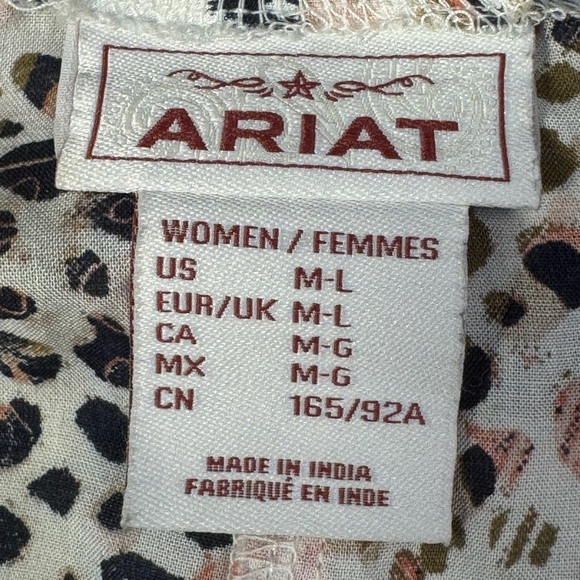 ARIAT
WOMEN / FEMMES
US M-L
EUR/UK M-L
CA M-G
MX M-G
CN 165/92A
MADE IN INDIA
FABRIQUÉ EN INDE